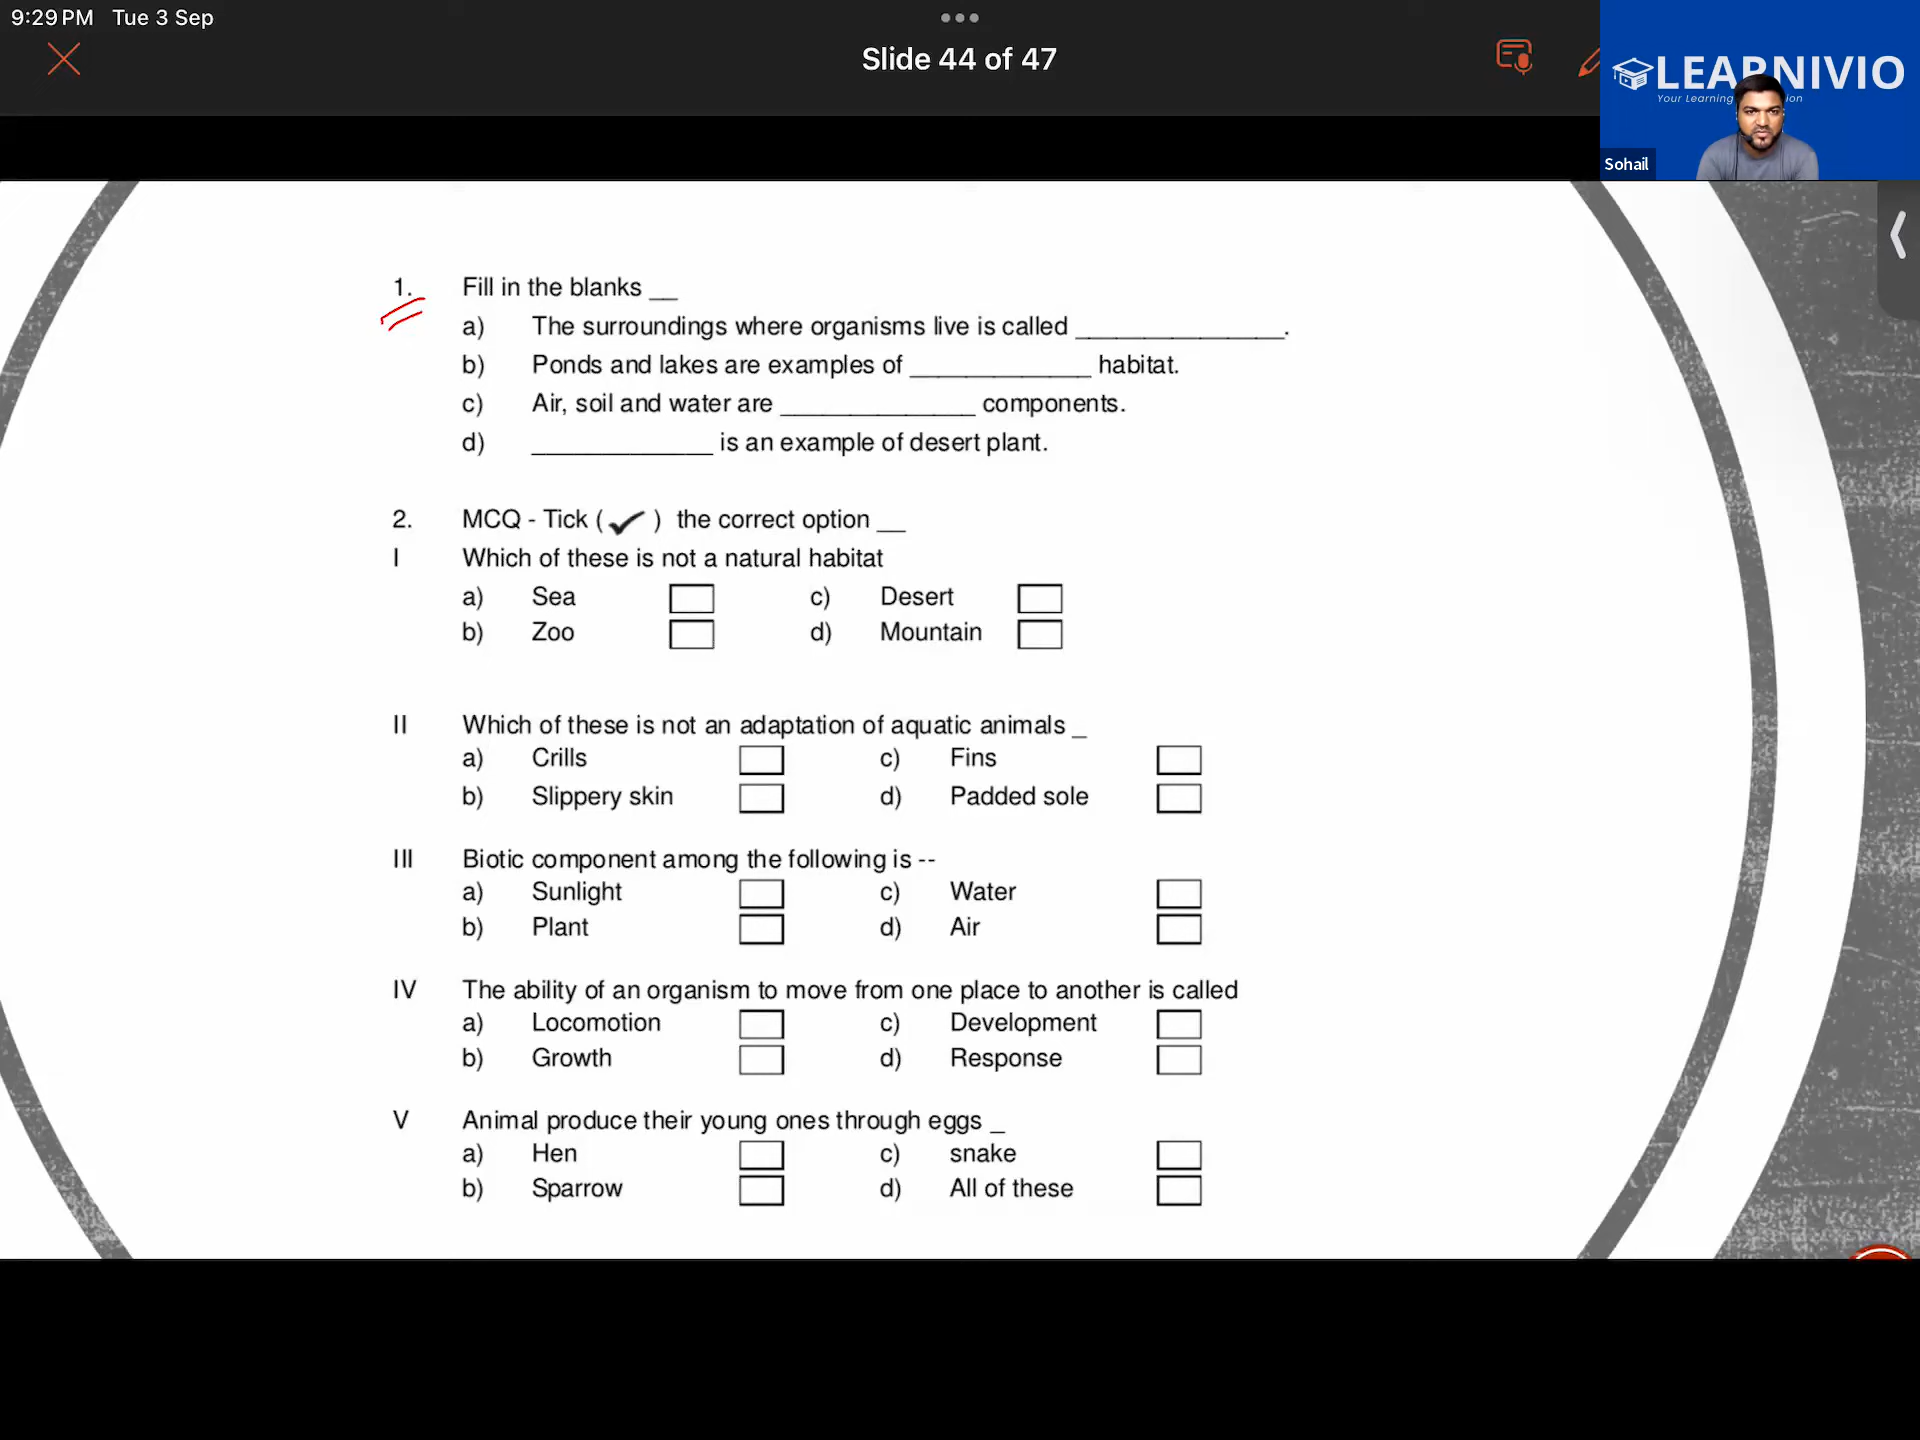 9:29 PM Tue 3 Sep
Slide 44 of 47
LEARNIVIO
Your Learning
Sohail
1. Fill in the blanks __
a) The surroundings where organisms live is called _______________.
b) Ponds and lakes are examples of _____________ habitat.
c) Air, soil and water are ______________ components.
d) _____________ is an example of desert plant.
2. MCQ - Tick (✓) the correct option __
I Which of these is not a natural habitat
a) Sea c) Desert
b) Zoo d) Mountain
II Which of these is not an adaptation of aquatic animals _
a) Crills c) Fins
b) Slippery skin d) Padded sole
III Biotic component among the following is --
a) Sunlight c) Water
b) Plant d) Air
IV The ability of an organism to move from one place to another is called
a) Locomotion c) Development
b) Growth d) Response
V Animal produce their young ones through eggs _
a) Hen c) snake
b) Sparrow d) All of these